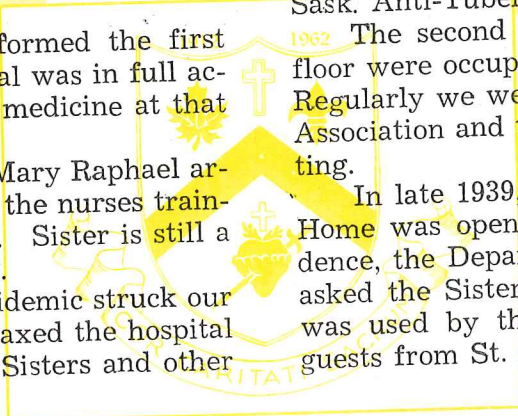 formed the first
al was in full ac-
medicine at that
Mary Raphael ar-
the nurses train-
Sister is still a
.
idemic struck our
axed the hospital
Sisters and other
Sask. Anti-Tuber
The second
floor were occup
Regularly we we
Association and
ting.
In late 1939,
Home was open
dence, the Depar
asked the Sister
was used by th
guests from St.
1962
CARITATI